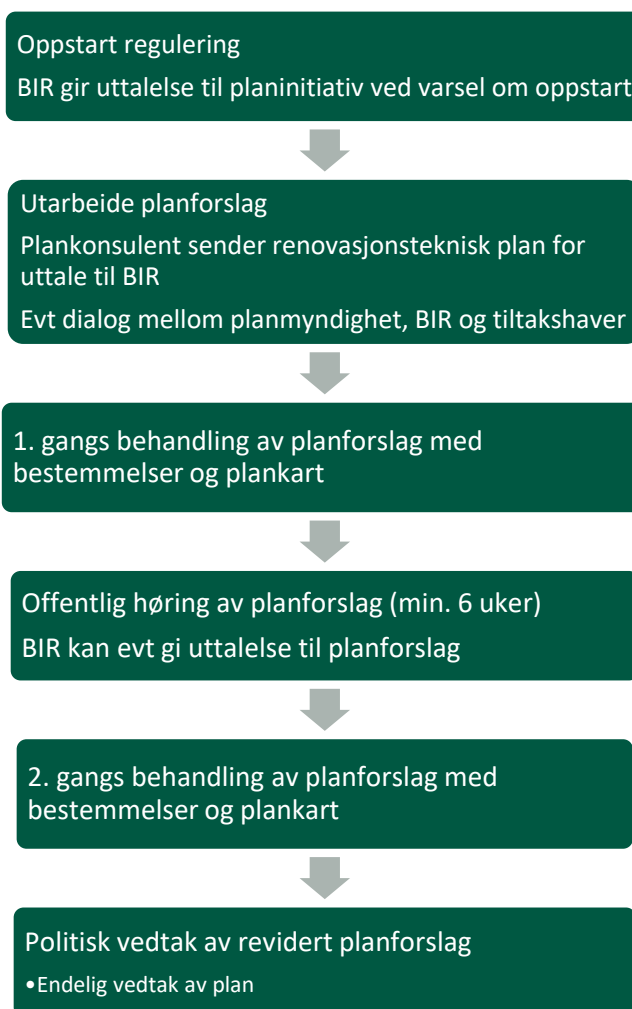 Oppstart regulering
BIR gir uttalelse til planinitiativ ved varsel om oppstart
Utarbeide planforslag
Plankonsulent sender renovasjonsteknisk plan for
uttale til BIR
Evt dialog mellom planmyndighet, BIR og tiltakshaver
1. gangs behandling av planforslag med
bestemmelser og plankart
Offentlig høring av planforslag (min. 6 uker)
BIR kan evt gi uttalelse til planforslag
2. gangs behandling av planforslag med
bestemmelser og plankart
Politisk vedtak av revidert planforslag
•Endelig vedtak av plan